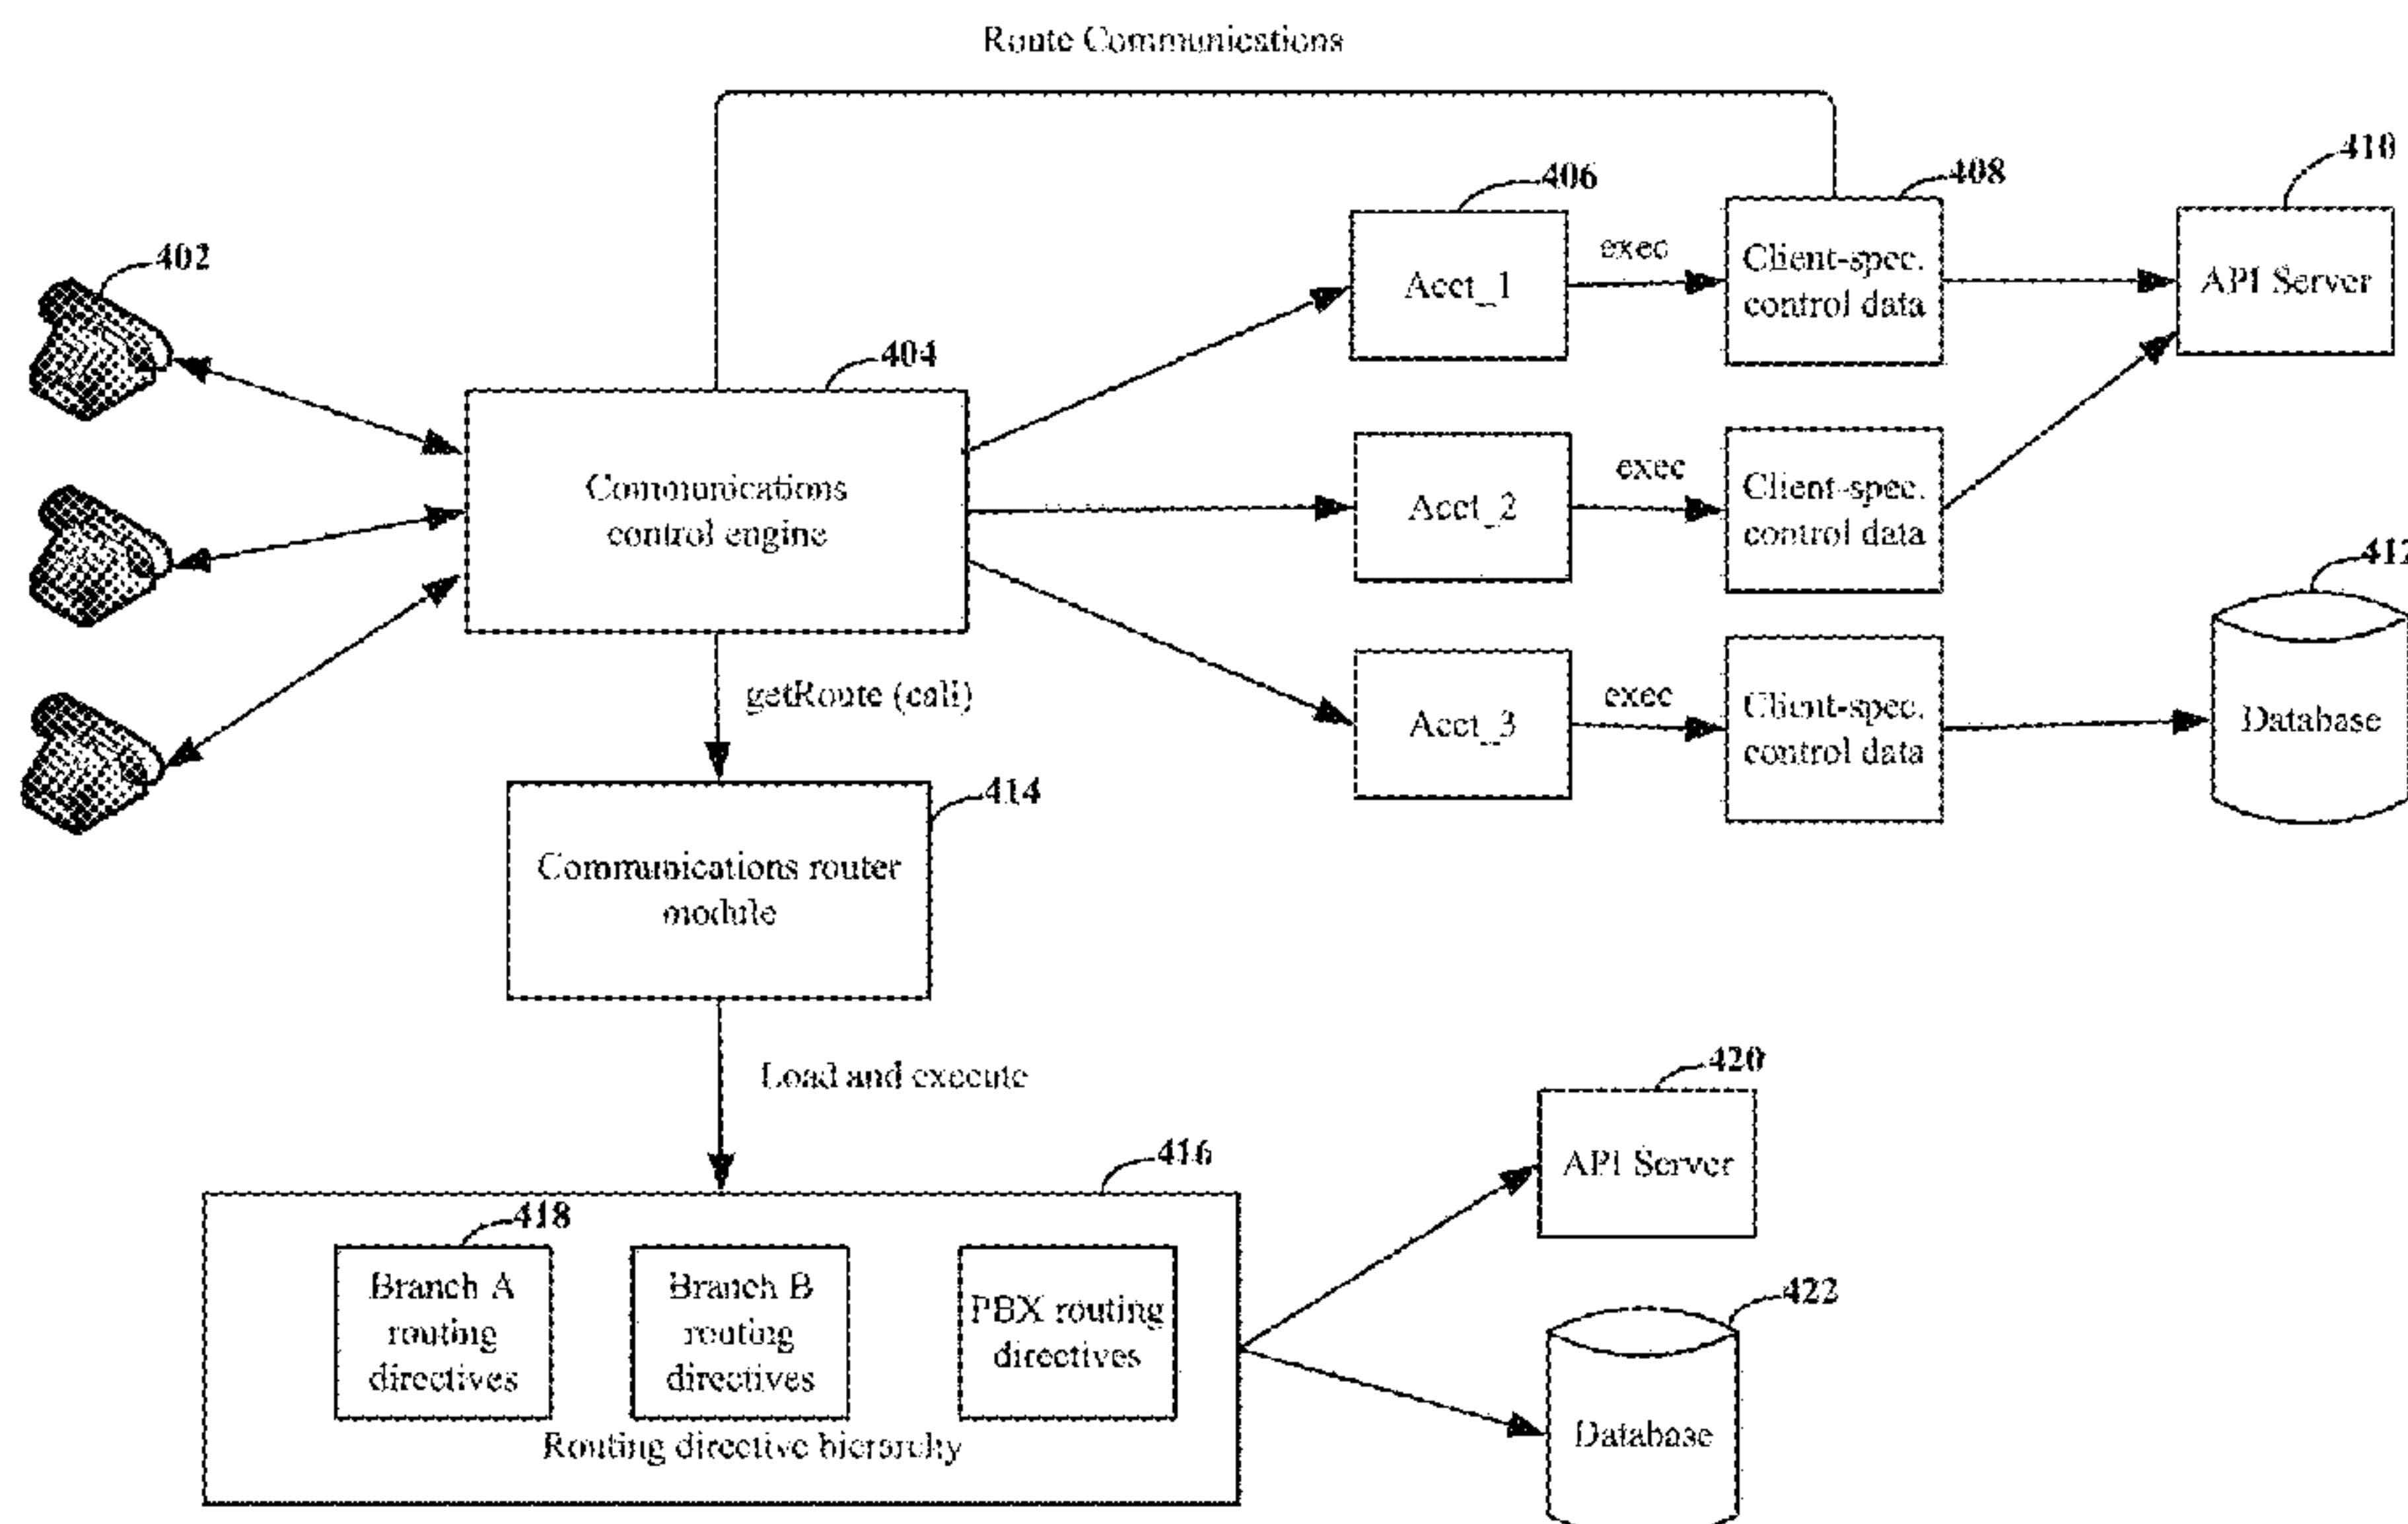 Route Communications
410
406
408
402
exec
Client-spec.
control data
API Server
Acct_1
404
Communications
control engine
exec
Acct_2
Client-spec.
control data
412
getRoute (call)
exec
Acct_3
Client-spec.
control data
Database
414
Communications router
module
Load and execute
420
416
API Server
418
Branch A
routing
directives
Branch B
routing
directives
PBX routing
directives
422
Routing directive hierarchy
Database